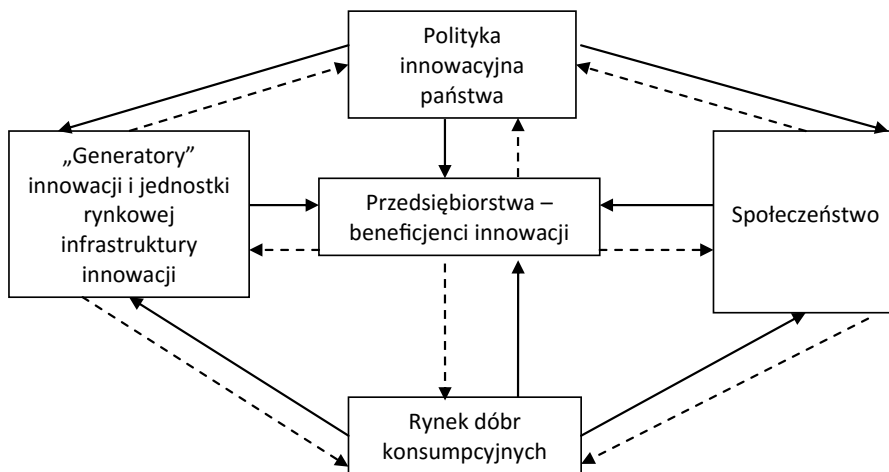 Polityka
innowacyjna
państwa
„Generatory”
innowacji i jednostki
rynkowej
infrastruktury
innowacji
Przedsiębiorstwa –
beneficjenci innowacji
Społeczeństwo
Rynek dóbr
konsumpcyjnych